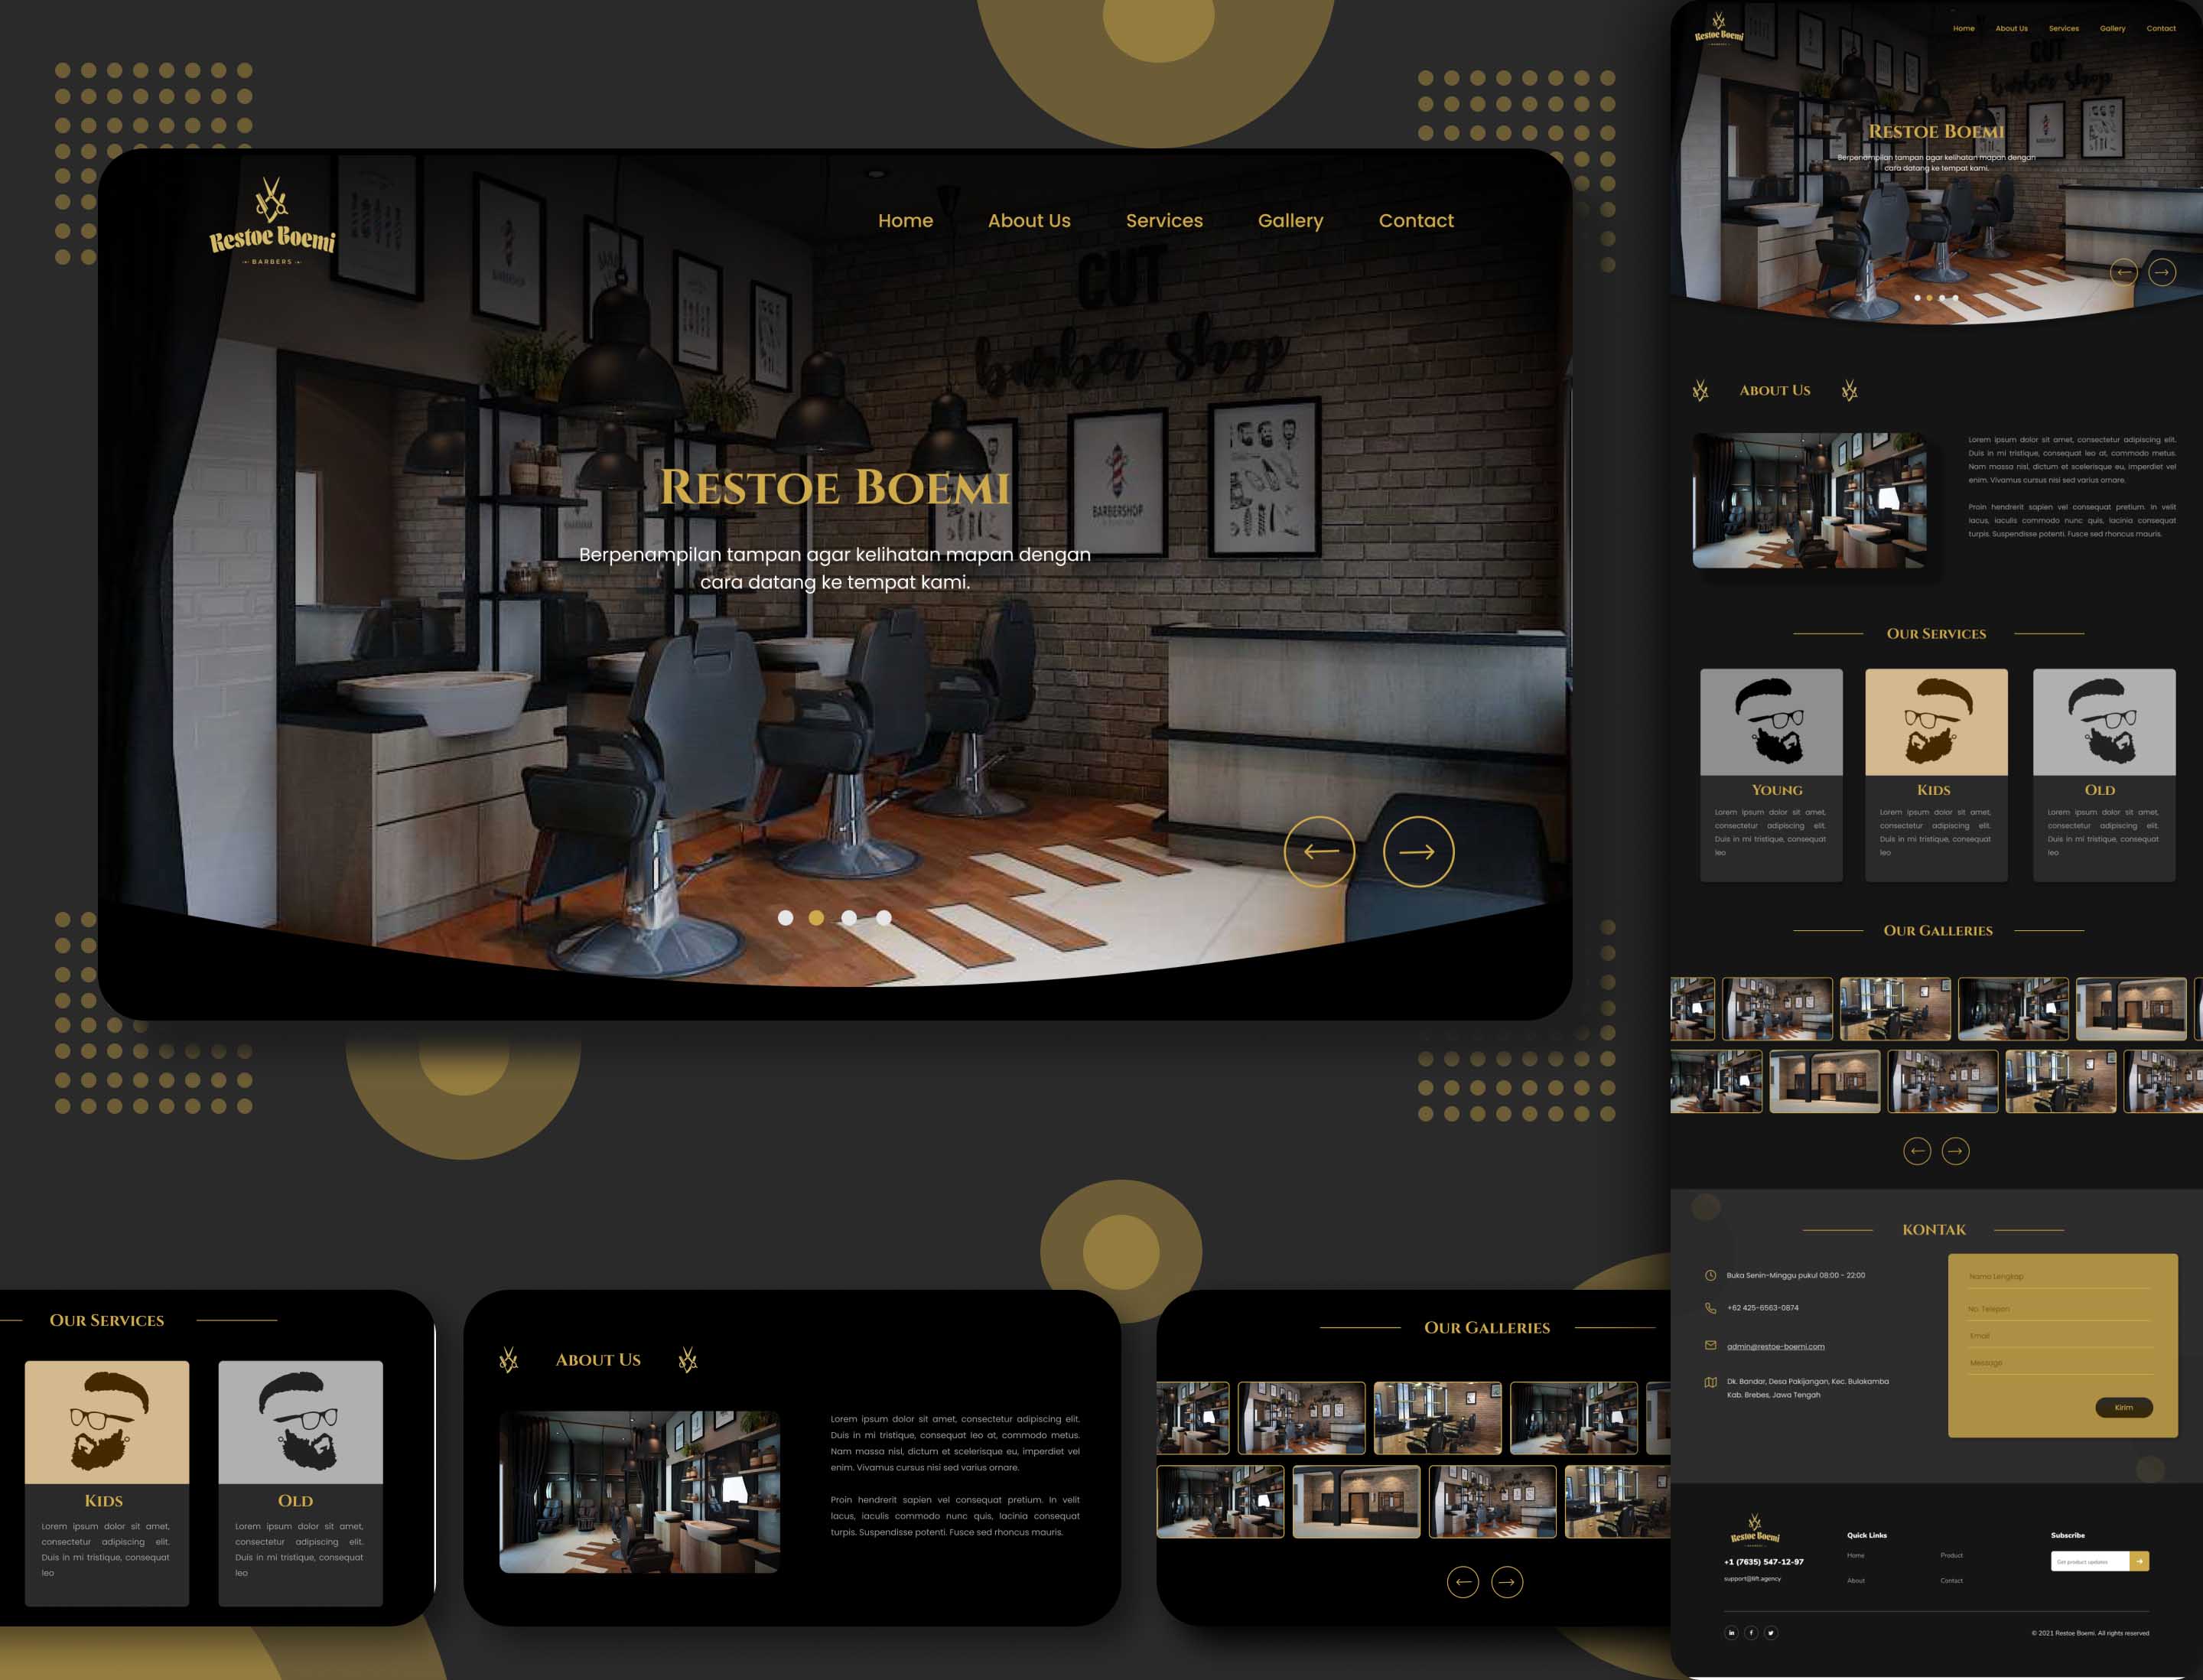 Restoe Boemi
BARBERS
Home
About Us
Services
Gallery
Contact
CUT
barber shop
BARBERSHOP
RESTOE BOEMI
Berpenampilan tampan agar kelihatan mapan dengan
cara datang ke tempat kami.
OUR SERVICES
KIDS
Lorem ipsum dolor sit amet,
consectetur adipiscing elit.
Duis in mi tristique, consequat
leo
OLD
Lorem ipsum dolor sit amet,
consectetur adipiscing elit.
Duis in mi tristique, consequat
leo
ABOUT US
Lorem ipsum dolor sit amet, consectetur adipiscing elit.
Duis in mi tristique, consequat leo at, commodo metus.
Nam massa nisl, dictum et scelerisque eu, imperdiet vel
enim. Vivamus cursus nisi sed varius ornare.
Proin hendrerit sapien vel consequat pretium. In velit
lacus, iaculis commodo nunc quis, lacinia consequat
turpis. Suspendisse potenti. Fusce sed rhoncus mauris.
OUR GALLERIES
Restoe Boemi
Home
About Us
Services
Gallery
Contact
CUT
barber shop
RESTOE BOEMI
Berpenampilan tampan agar kelihatan mapan dengan
cara datang ke tempat kami.
ABOUT US
Lorem ipsum dolor sit amet, consectetur adipiscing elit.
Duis in mi tristique, consequat leo at, commodo metus.
Nam massa nisl, dictum et scelerisque eu, imperdiet vel
enim. Vivamus cursus nisi sed varius ornare.
Proin hendrerit sapien vel consequat pretium. In velit
lacus, iaculis commodo nunc quis, lacinia consequat
turpis. Suspendisse potenti. Fusce sed rhoncus mauris.
OUR SERVICES
YOUNG
Lorem ipsum dolor sit amet,
consectetur adipiscing elit.
Duis in mi tristique, consequat
leo
KIDS
Lorem ipsum dolor sit amet,
consectetur adipiscing elit.
Duis in mi tristique, consequat
leo
OLD
Lorem ipsum dolor sit amet,
consectetur adipiscing elit.
Duis in mi tristique, consequat
leo
OUR GALLERIES
KONTAK
Buka Senin-Minggu pukul 08:00 - 22:00
+62 425-6563-0874
admin@restoe-boemi.com
Dk. Bandar, Desa Pakijangan, Kec. Bulakamba
Kab. Brebes, Jawa Tengah
Nama Lengkap
No. Telepon
Email
Message
Kirim
Restoe Boemi
+1 (7635) 547-12-97
support@lift.agency
Quick Links
Home
Product
About
Contact
Subscribe
Get product updates
© 2021 Restoe Boemi. All rights reserved